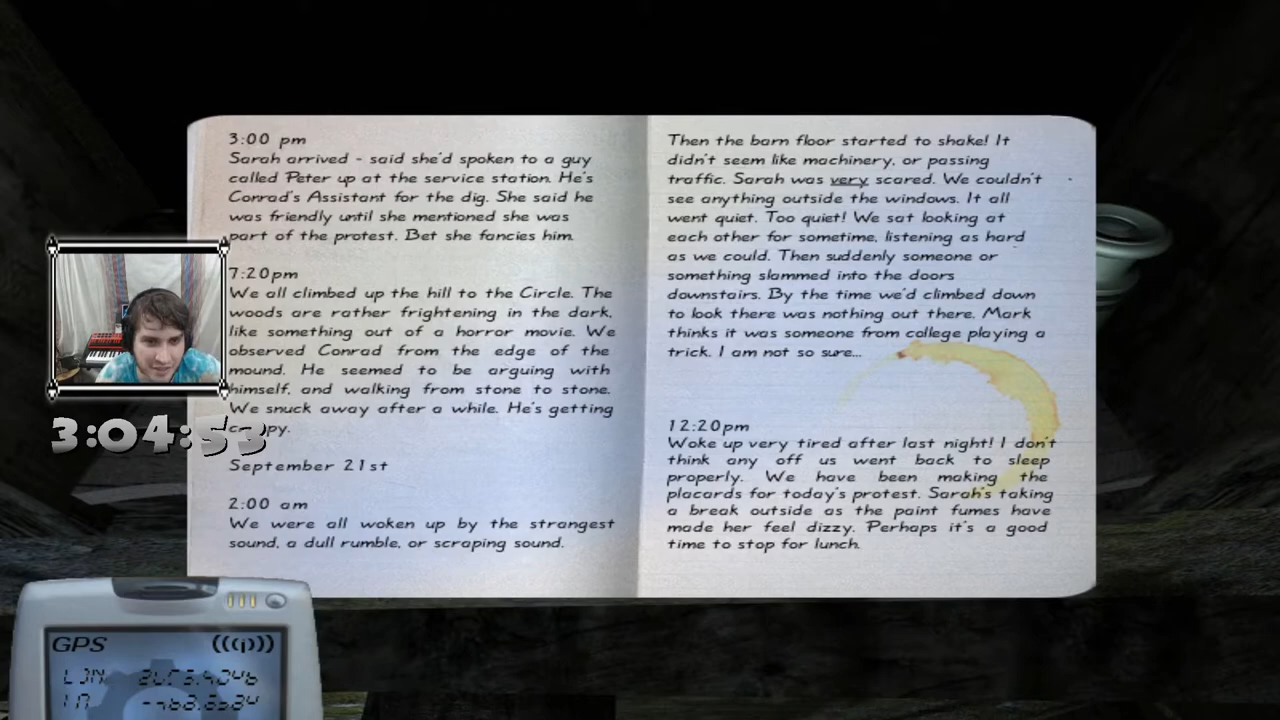 3:00 pm
Sarah arrived - said she'd spoken to a guy
called Peter up at the service station. He's
Conrad's Assistant for the dig. She said he
was friendly until she mentioned she was
part of the protest. Bet she fancies him.
7:20pm
We all climbed up the hill to the Circle. The
woods are rather frightening in the dark,
like something out of a horror movie. We
observed Conrad from the edge of the
mound. He seemed to be arguing with
himself, and walking from stone to stone.
We snuck away after a while. He's getting
September 21st
2:00 am
We were all woken up by the strangest
sound, a dull rumble, or scraping sound.
Then the barn floor started to shake! It
didn't seem like machinery, or passing
traffic. Sarah was very scared. We couldn't
see anything outside the windows. It all
went quiet. Too quiet! We sat looking at
each other for sometime, listening as hard
as we could. Then suddenly someone or
something slammed into the doors
downstairs. By the time we'd climbed down
to look there was nothing out there. Mark
thinks it was someone from college playing a
trick. I am not so sure...
12:20pm
Woke up very tired after last night! I don't
think any off us went back to sleep
properly. We have been making the
placards for today's protest. Sarah's taking
a break outside as the paint fumes have
made her feel dizzy. Perhaps it's a good
time to stop for lunch.
3:04:53
GPS